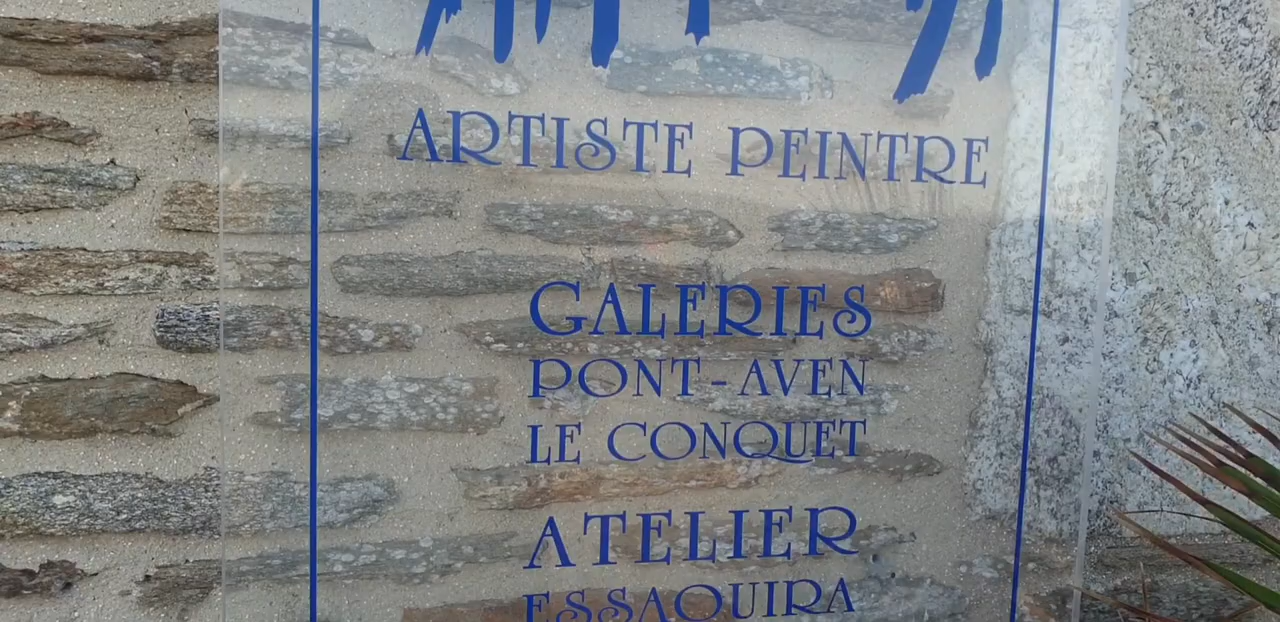 ARTISTE PEINTRE
GALERIES
PONT-AVEN
LE CONQUET
ATELIER
ESSAOUIRA